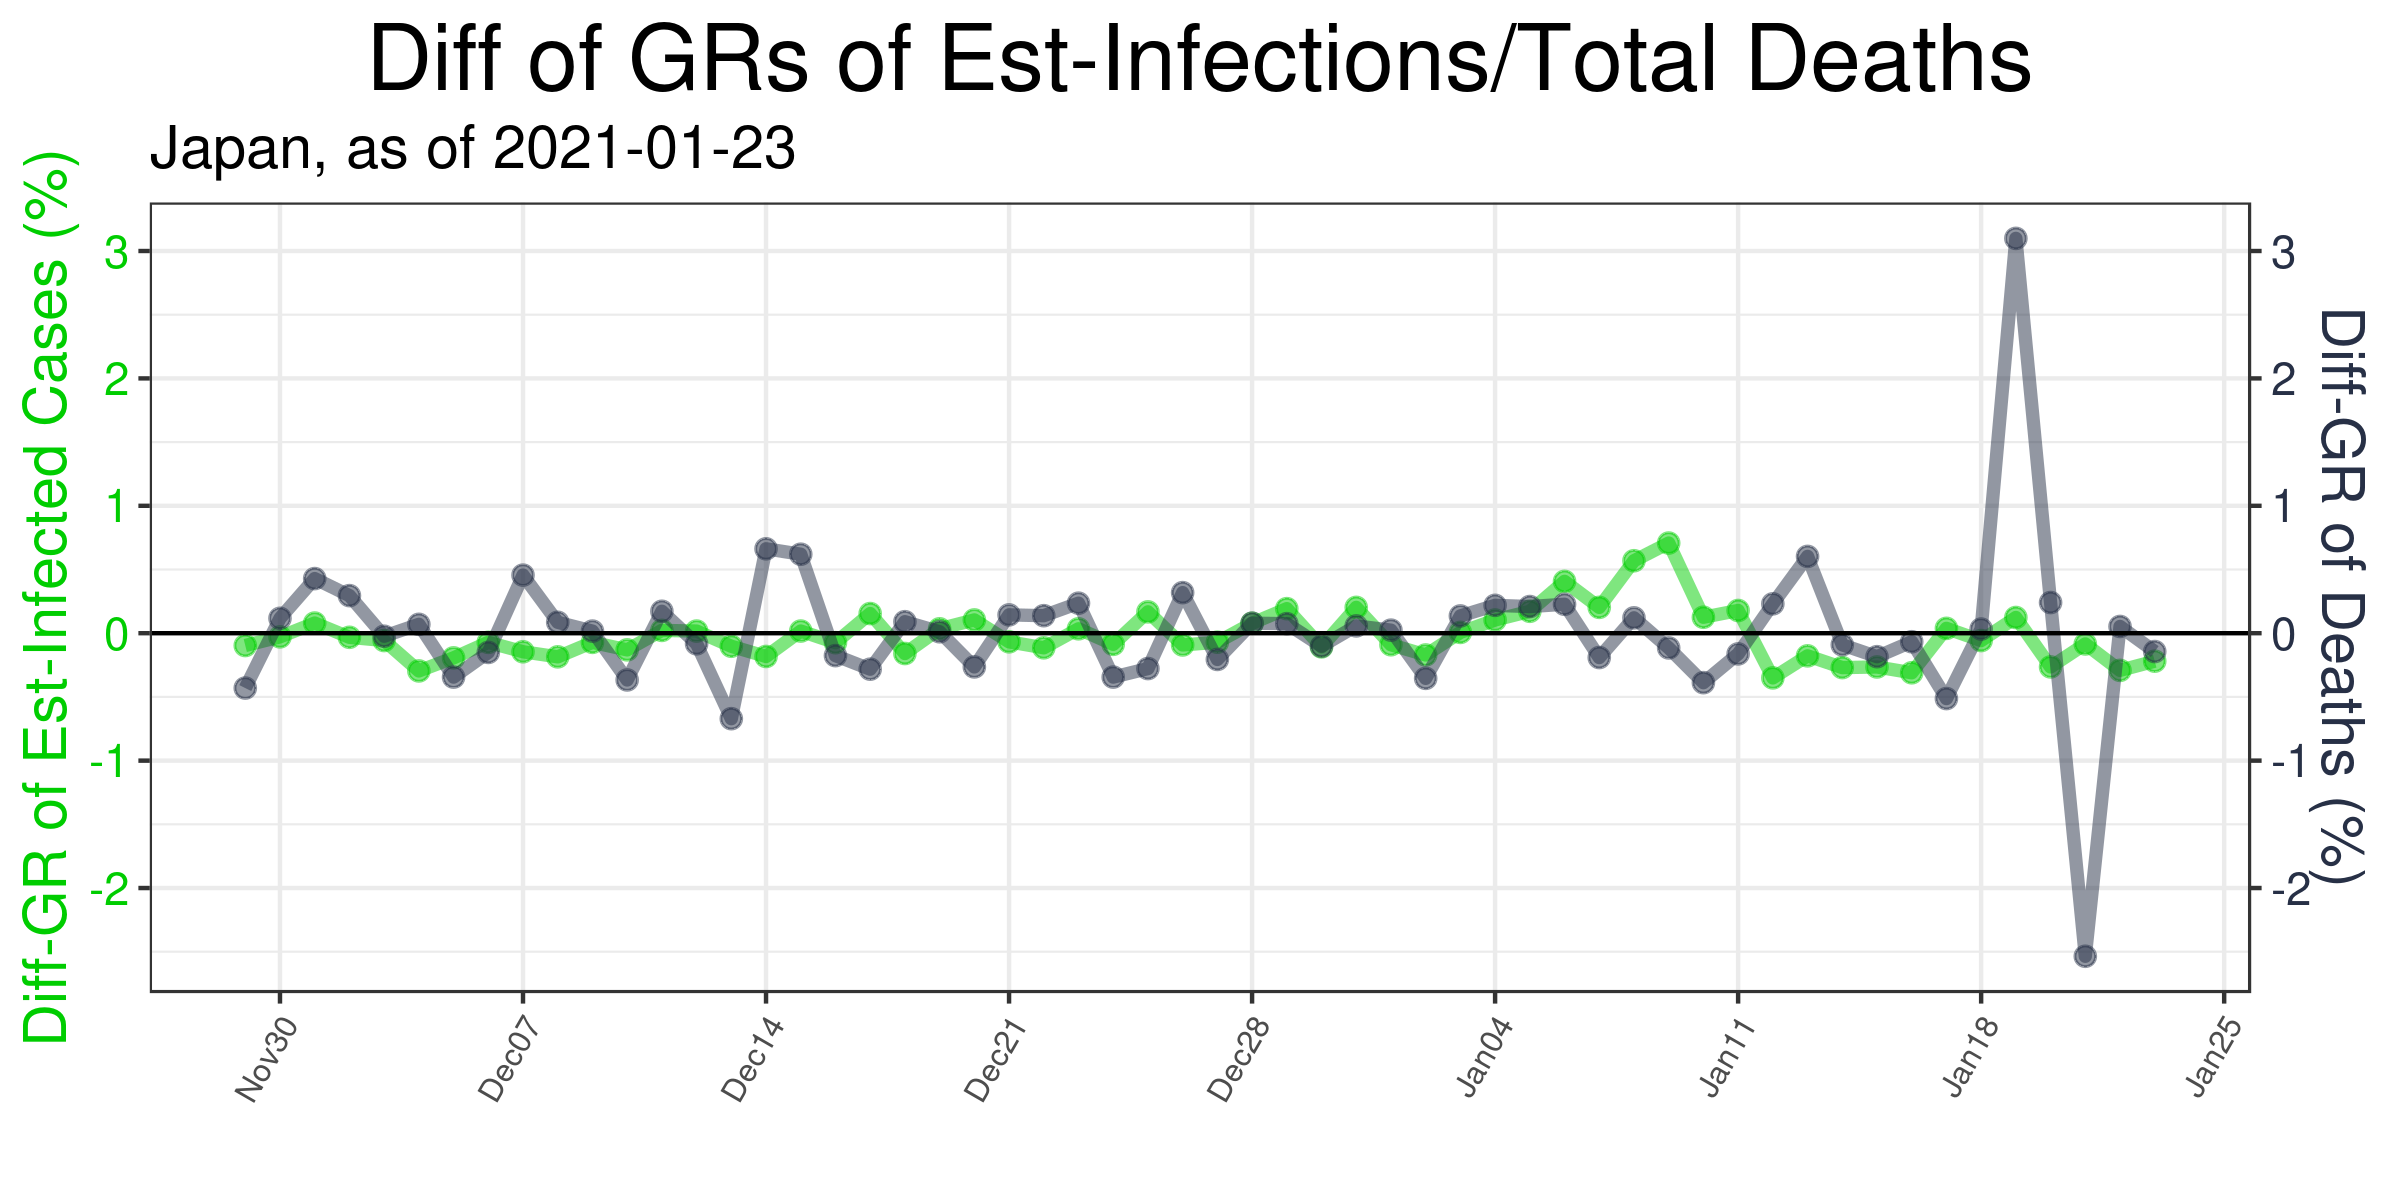 Diff of GRs of Est-Infections/Total Deaths
Japan, as of 2021-01-23
Diff-GR of Est-Infected Cases (%)
3
2
1
0
-1
-2
3
2
1
0
-1
-2
Diff-GR of Deaths (%)
Nov30
Dec07
Dec14
Dec21
Dec28
Jan04
Jan11
Jan18
Jan25